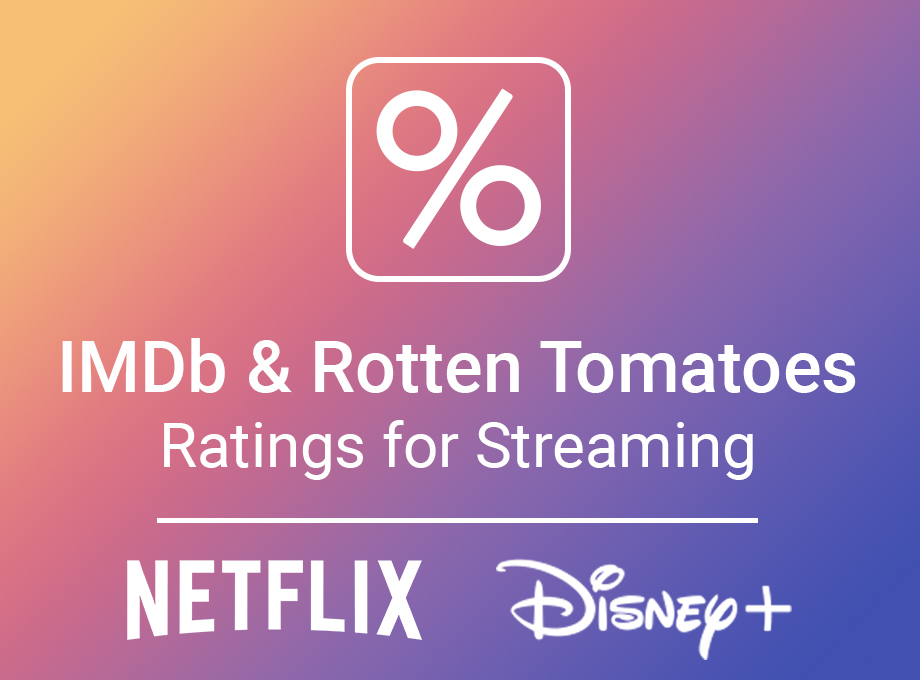 %
IMDb & Rotten Tomatoes
Ratings for Streaming
NETFLIX Disney+